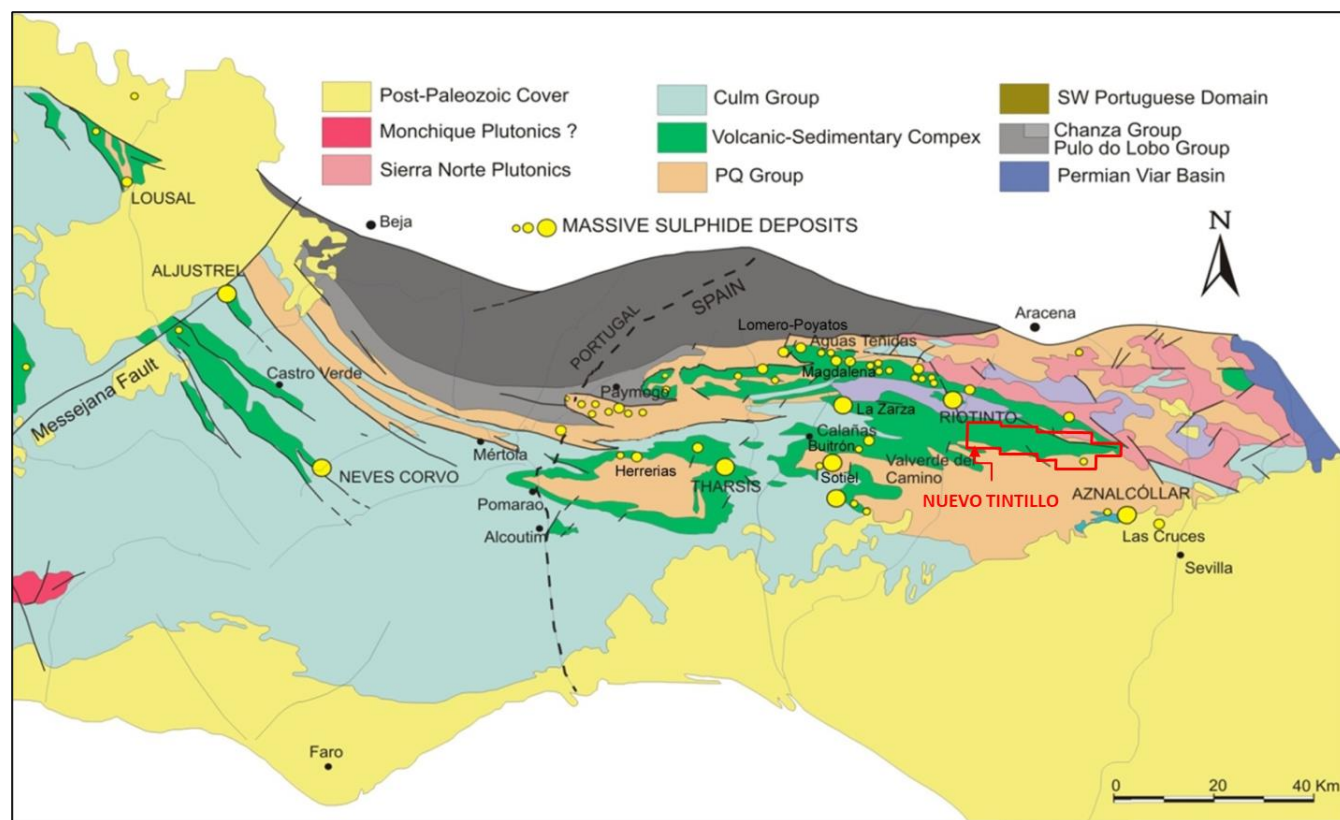 Post-Paleozoic Cover
Monchique Plutonics ?
Sierra Norte Plutonics
Culm Group
Volcanic-Sedimentary Compex
PQ Group
SW Portuguese Domain
Chanza Group
Pulo do Lobo Group
Permian Viar Basin
MASSIVE SULPHIDE DEPOSITS
N
LOUSAL
Beja
ALJUSTREL
PORTUGAL
SPAIN
Aracena
Lomero-Poyatos
Aguas Teñidas
Magdalena
Castro Verde
Paymogo
Messejana Fault
La Zarza
RIOTINTO
Calañas
Buitrón
Mértola
Herrerias
NEVES CORVO
THARSIS
Sotiel
Valverde del
Camino
NUEVO TINTILLO
AZNALCÓLLAR
Pomarao
Alcoutim
Las Cruces
Sevilla
Faro
0 20 40 Km